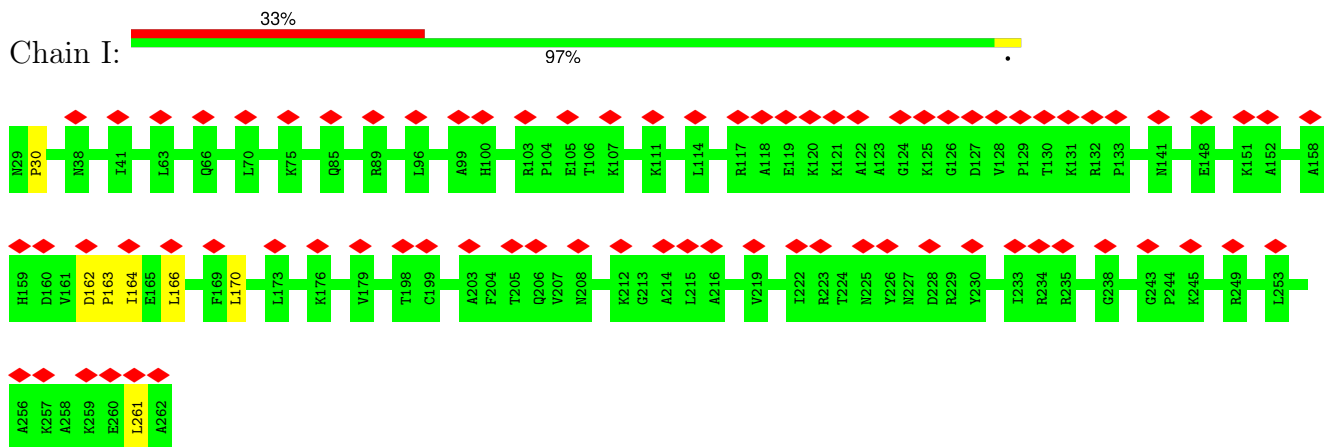 33%
Chain I:
97%
.
N29 P30 N38 I41 L63 Q66 L70 K75 Q85 R89 L96 A99 H100 R103 P104 E105 T106 K107 K111 L114 R117 A118 E119 K120 K121 A122 A123 G124 K125 G126 D127 V128 P129 T130 K131 R132 P133 N141 E148 K151 A152 A158
H159 D160 V161 D162 P163 I164 E165 L166 F169 L170 L173 K176 V179 T198 C199 A203 F204 T205 Q206 V207 N208 K212 G213 A214 L215 A216 V219 I222 R223 T224 N225 Y226 N227 D228 R229 Y230 I233 R234 R235 G238 G243 P244 K245 R249 L253
A256 K257 A258 K259 E260 L261 A262